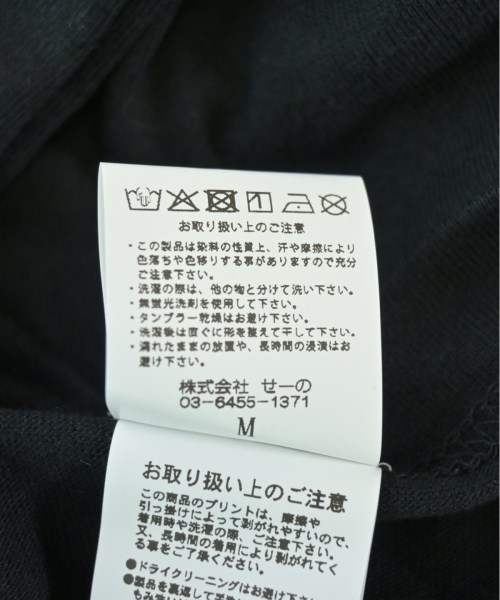 お取り扱い上のご注意
・この製品は染料の性質上、汗や摩擦により
色落ちや色移りする事がありますので充分
ご注意下さい。
・洗濯の際は、他の物と分けて洗い下さい。
・無蛍光洗剤を使用して下さい。
・タンブラー乾燥はお避け下さい。
・洗濯後は直ぐに形を整えて干して下さい。
・濡れたままの放置や、長時間の浸漬はお
避け下さい。
株式会社 せーの
03-6455-1371
M
お取り扱い上のご注意
この商品のプリントは、摩擦や
引っ掛けによって剥がれやすいので、
着用時や洗濯の際、ご注意下さい。
又、長時間の着用により剥がれてく
る事をご了承ください。
●ドライクリーニングはお避け下さい
●製品を裏返して手洗